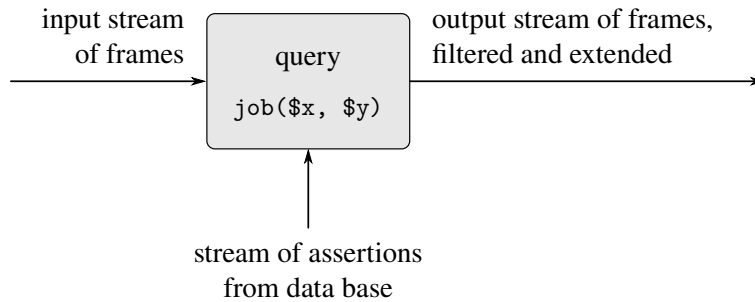 input stream
of frames
output stream of frames,
filtered and extended
query
job($x, $y)
stream of assertions
from data base